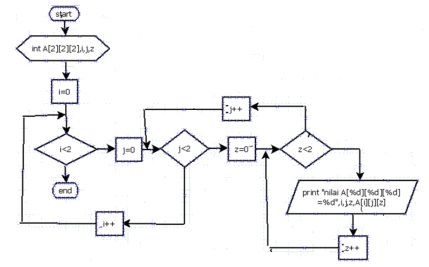 start
int A[2][2][2],i,j,z
i=0
i<2
end
j=0
j<2
j++
z=0
z<2
print "nilai A[%d][%d][%d]
=%d",i,j,z,A[i][j][z]
z++
i++